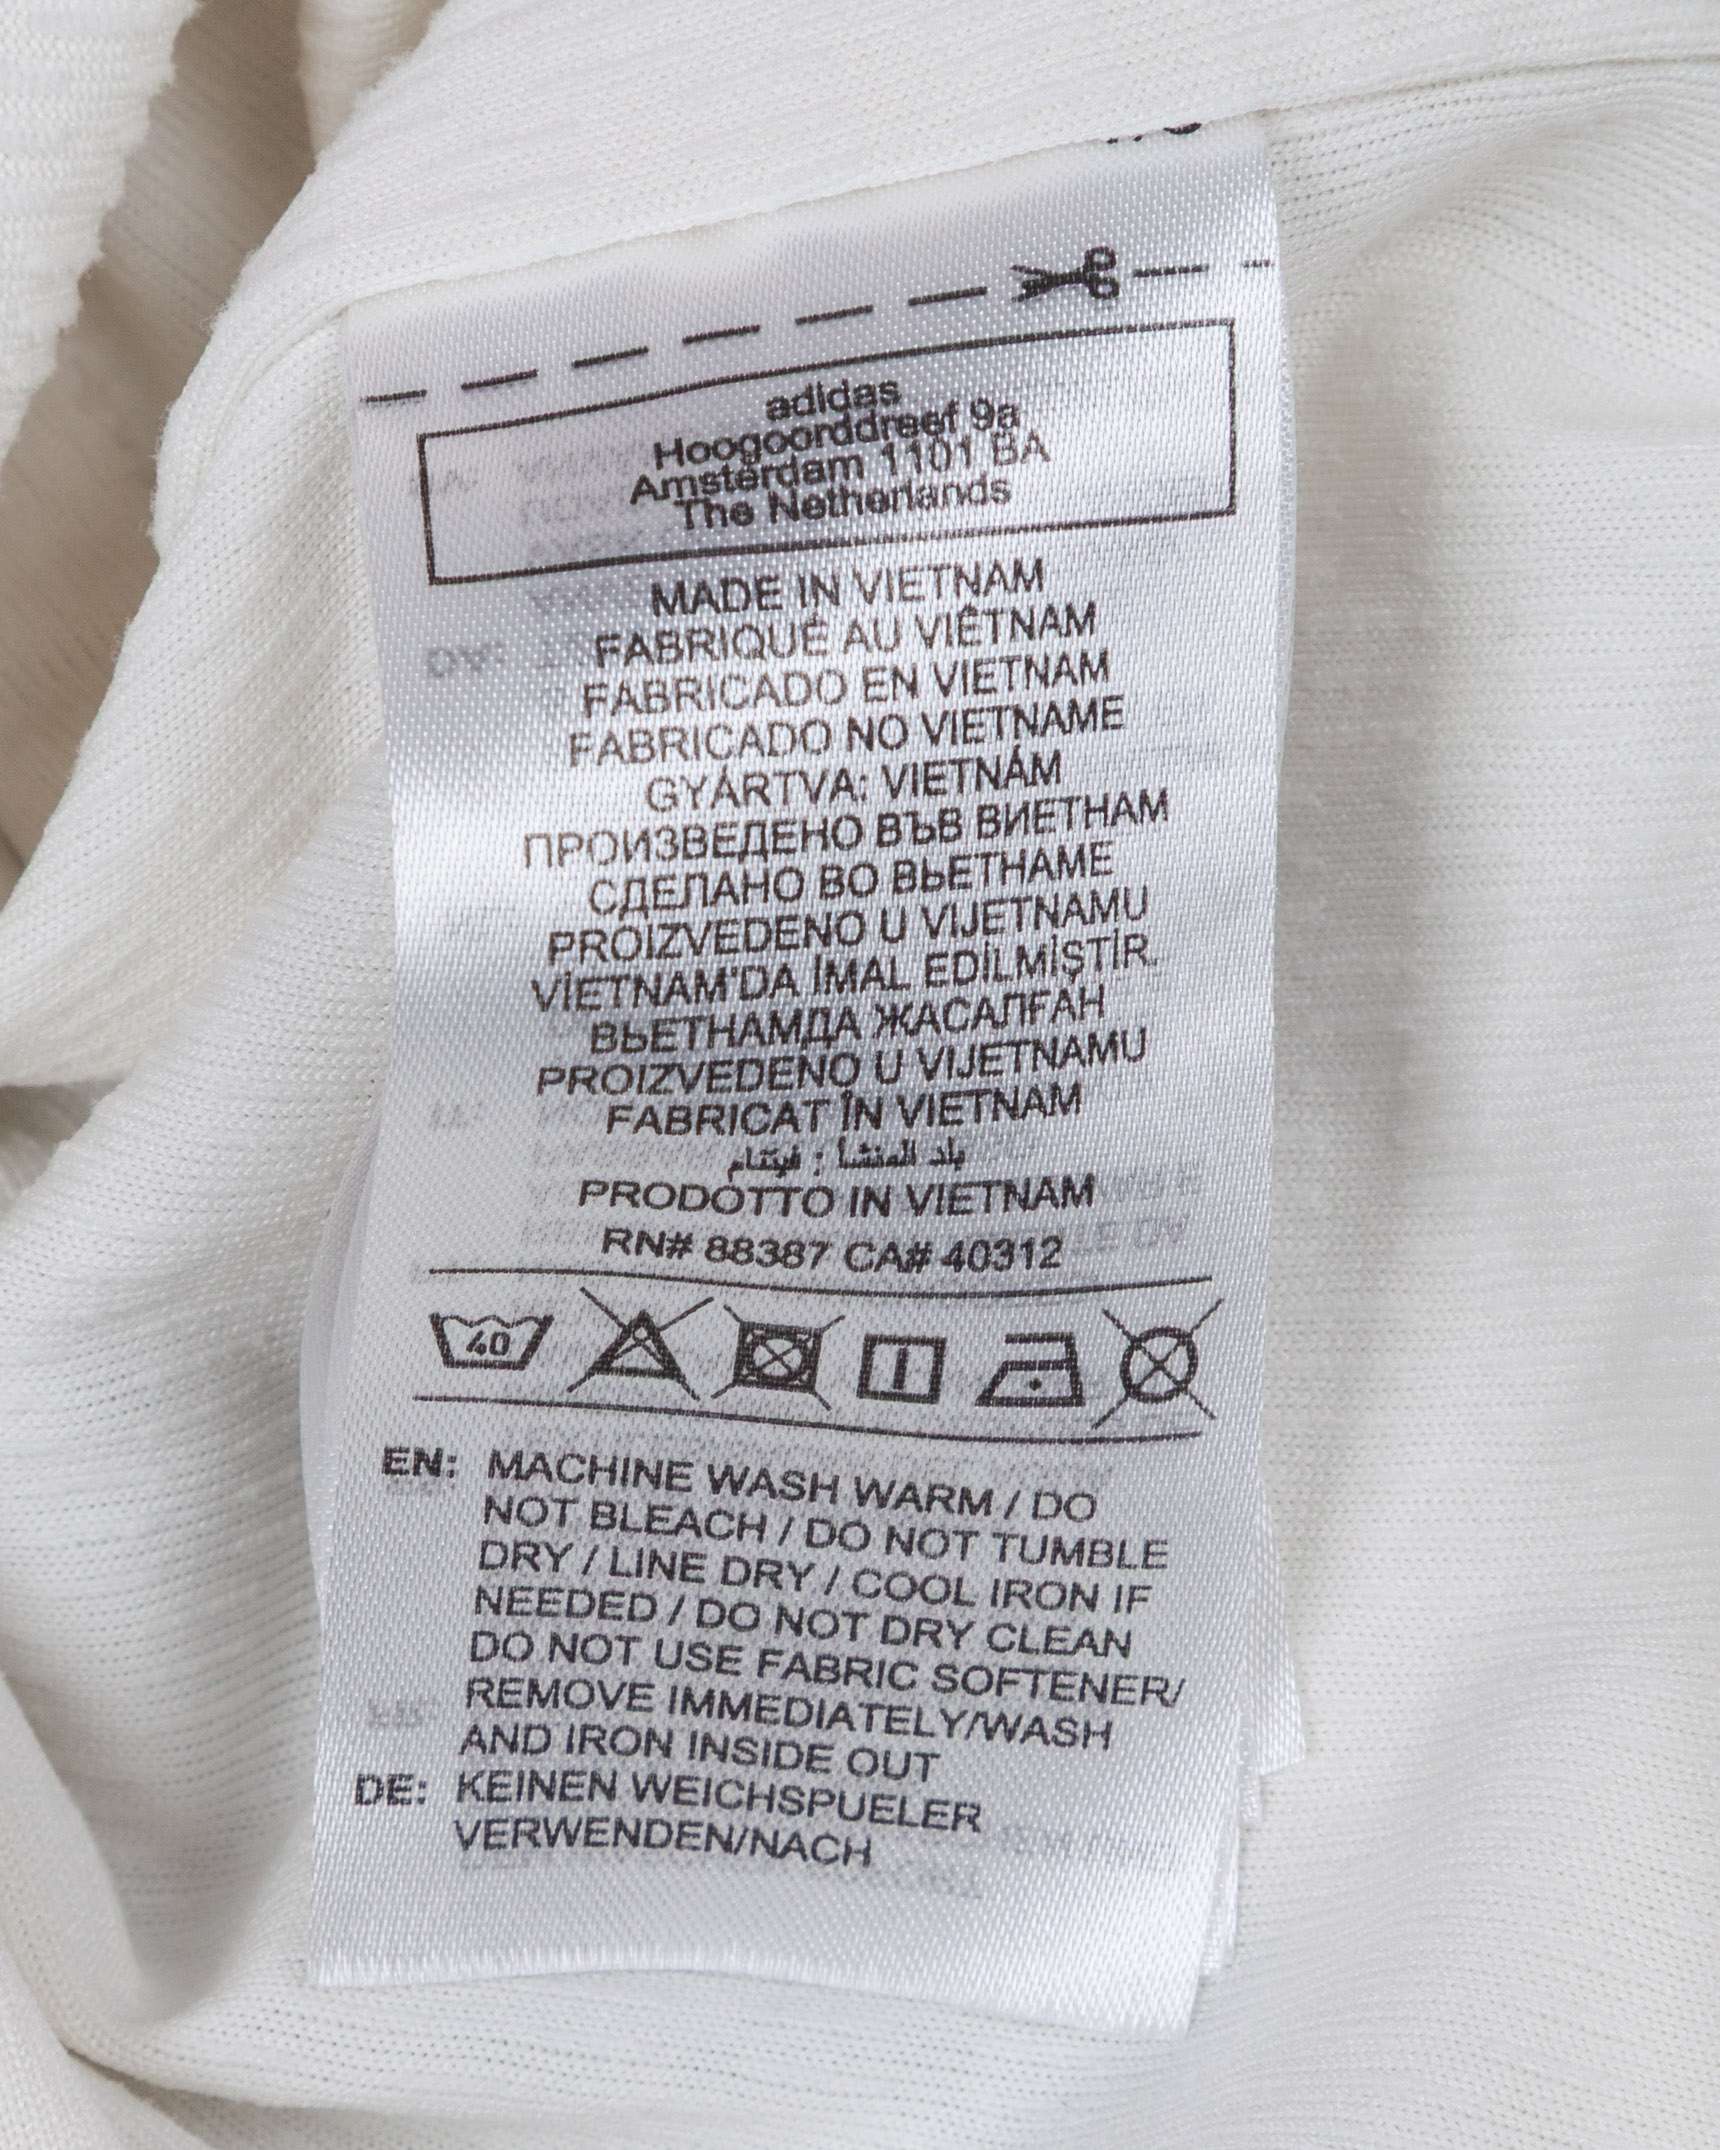 adidas
Hoogoorddreef 9a
Amsterdam 1101 BA
The Netherlands
MADE IN VIETNAM
FABRIQUÉ AU VIÊTNAM
FABRICADO EN VIETNAM
FABRICADO NO VIETNAME
GYÁRTVA: VIETNÁM
ПРОИЗВЕДЕНО ВЪВ ВИЕТНАМ
СДЕЛАНО ВО ВЬЕТНАМЕ
PROIZVEDENO U VIJETNAMU
VİETNAM'DA İMAL EDİLMİŞTİR.
ВЬЕТНАМДА ЖАСАЛҒАН
PROIZVEDENO U VIJETNAMU
FABRICAT ÎN VIETNAM
بلد المنشأ : فيتنام
PRODOTTO IN VIETNAM
RN# 88387 CA# 40312
40
EN: MACHINE WASH WARM / DO
NOT BLEACH / DO NOT TUMBLE
DRY / LINE DRY / COOL IRON IF
NEEDED / DO NOT DRY CLEAN
DO NOT USE FABRIC SOFTENER/
REMOVE IMMEDIATELY/WASH
AND IRON INSIDE OUT
DE: KEINEN WEICHSPUELER
VERWENDEN/NACH